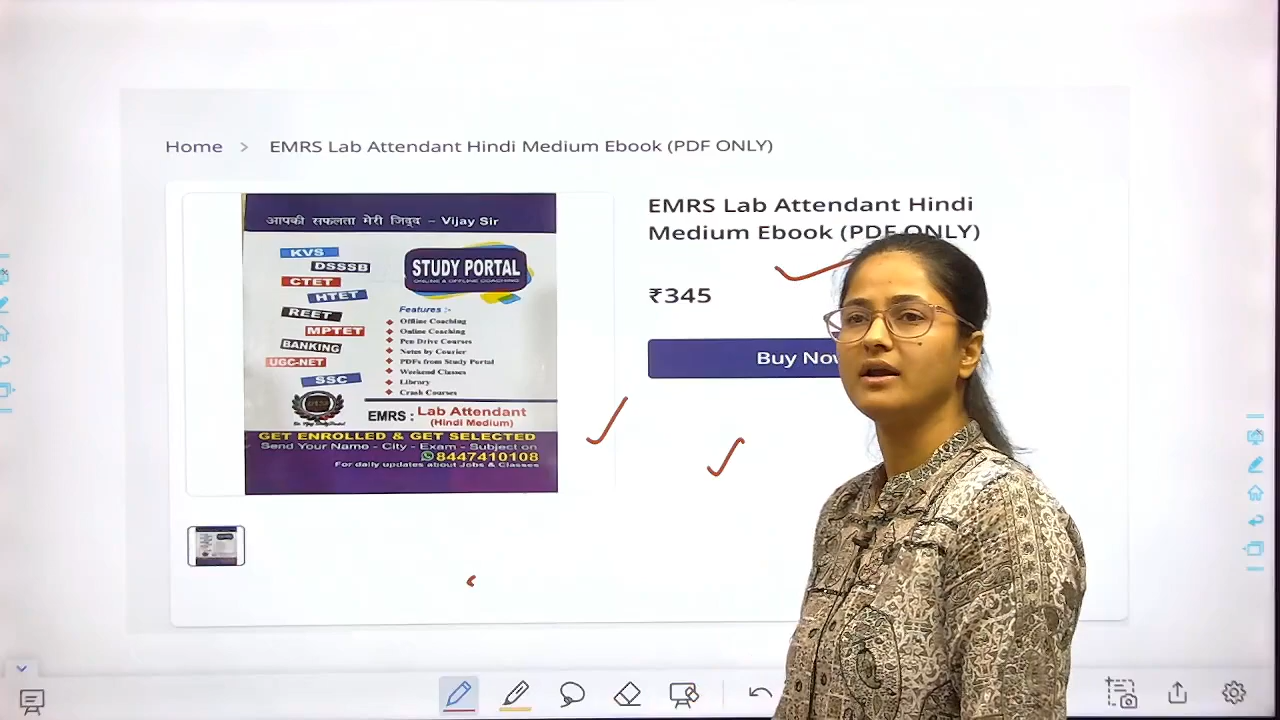 Home > EMRS Lab Attendant Hindi Medium Ebook (PDF ONLY)
आपकी सफलता मेरी जिद्द – Vijay Sir
KVS
DSSSB
CTET
HTET
REET
MPTET
BANKING
UGC-NET
SSC
STUDY PORTAL
ONLINE & OFFLINE COACHING
Features :-
Offline Coaching
Online Coaching
Pen Drive Courses
Notes by Courier
PDFs from Study Portal
Weekend Classes
Library
Crash Courses
EMRS : Lab Attendant
(Hindi Medium)
GET ENROLLED & GET SELECTED
Send Your Name - City - Exam - Subject on
8447410108
For daily updates about Jobs & Classes
EMRS Lab Attendant Hindi
Medium Ebook (PDF ONLY)
₹345
Buy Now